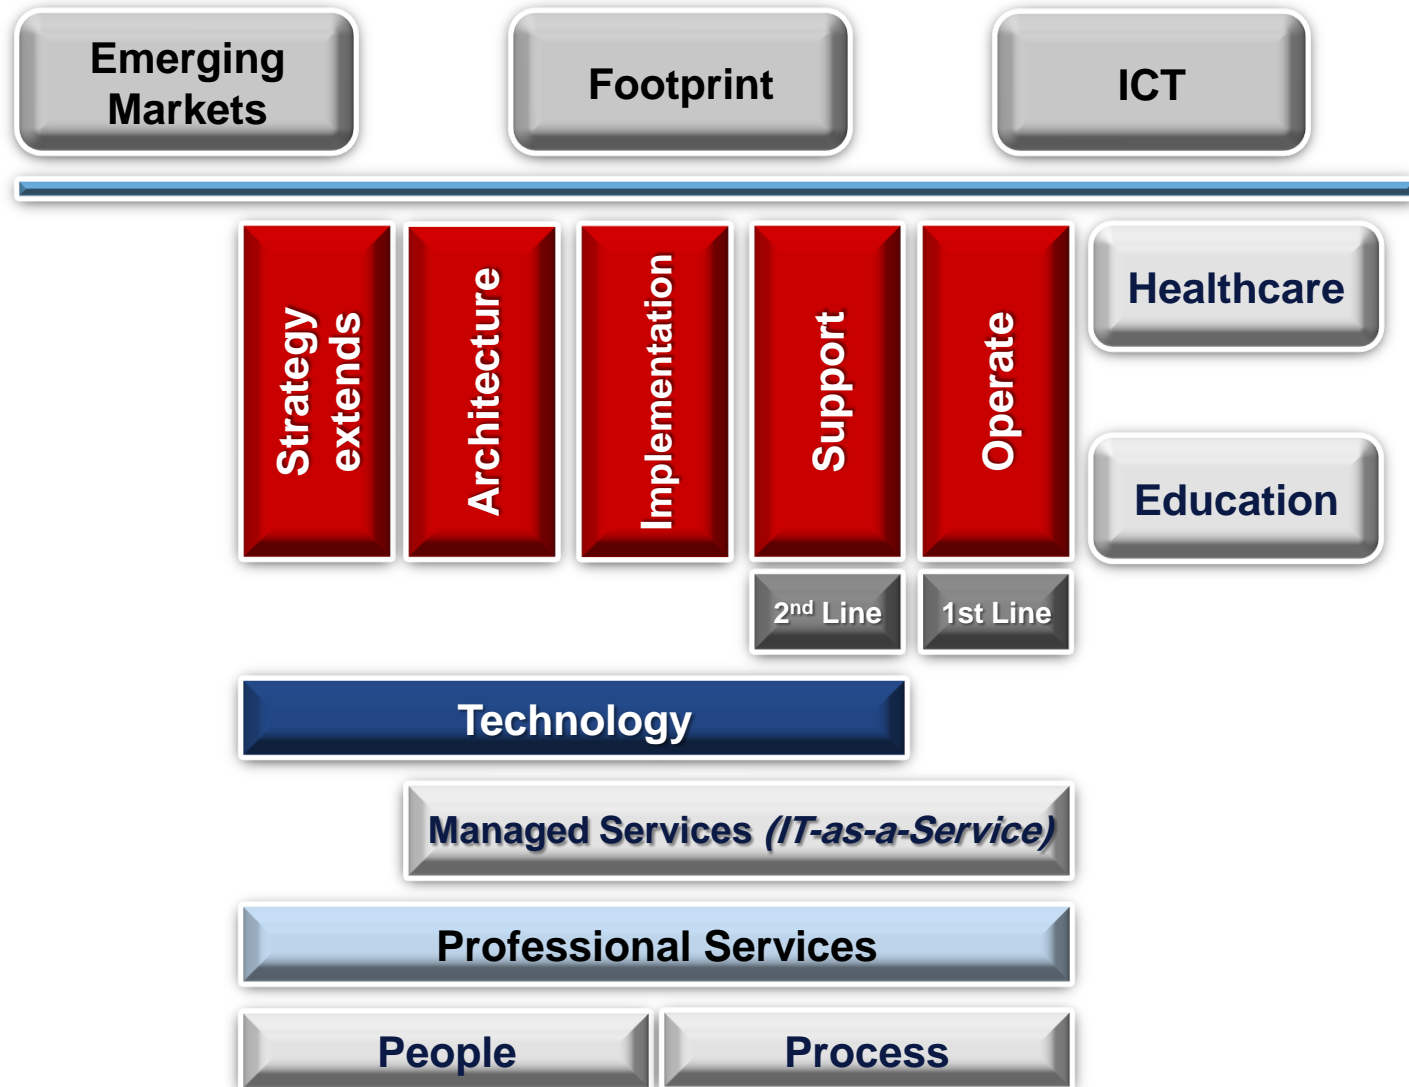 Emerging
Markets
Footprint
ICT
Strategy
extends
Architecture
Implementation
Support
Operate
Healthcare
Education
2nd Line
1st Line
Technology
Managed Services (IT-as-a-Service)
Professional Services
People
Process